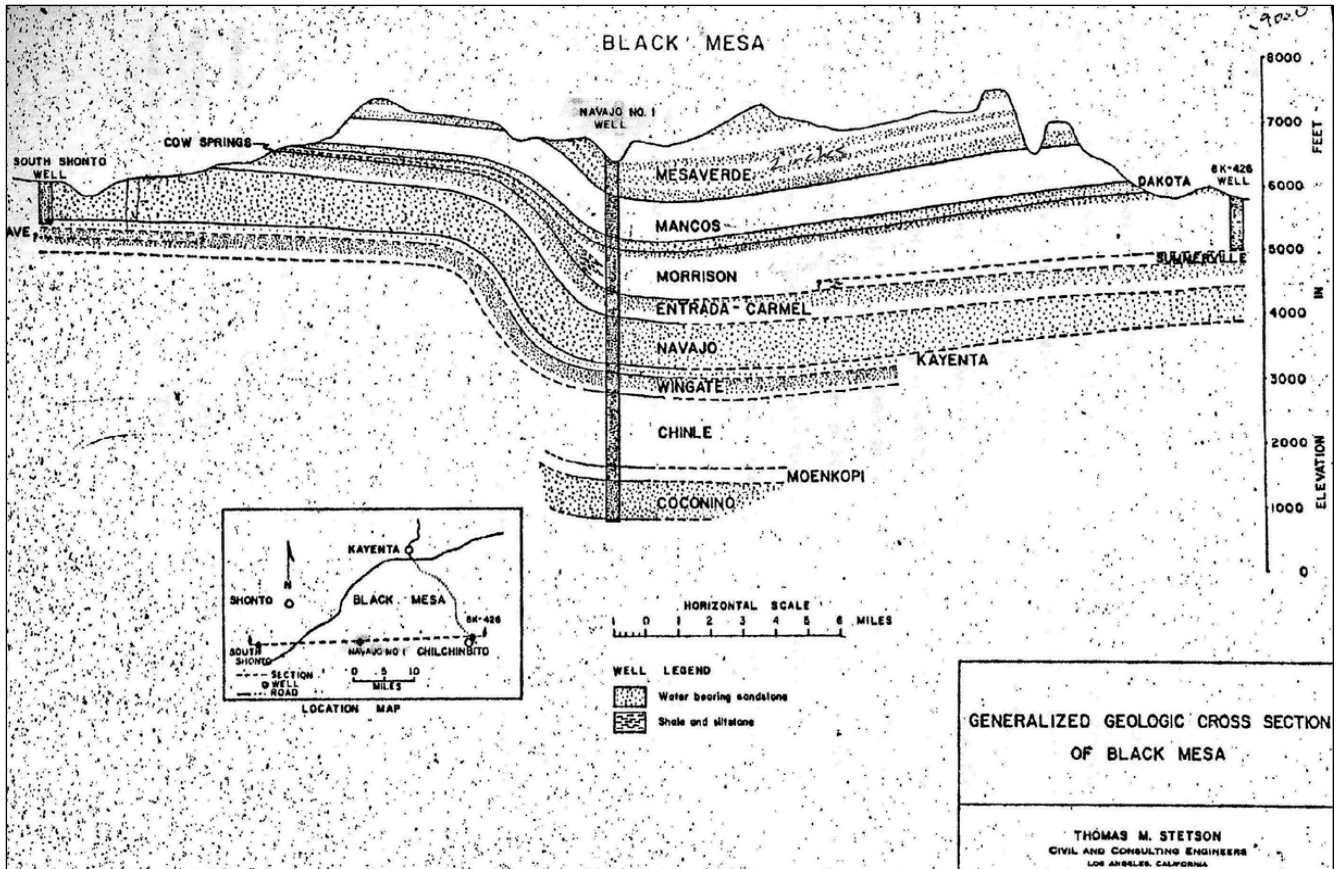 9000
BLACK MESA
8000
NAVAJO NO. 1
WELL
7000
COW SPRINGS
FEET
SOUTH SHONTO
WELL
MESAVERDE
8K-426
WELL
DAKOTA
6000
MANCOS
AVE
5000
SUMMERVILLE
MORRISON
IN
ENTRADA-CARMEL
4000
NAVAJO
KAYENTA
WINGATE
3000
CHINLE
2000
MOENKOPI
ELEVATION
COCONINO
1000
0
KAYENTA
N
SHONTO
BLACK MESA
8K-426
SOUTH
SHONTO
NAVAJO NO 1
CHILCHINBITO
SECTION
WELL
ROAD
0 5 10
MILES
LOCATION MAP
HORIZONTAL SCALE
1 0 1 2 3 4 5 6 MILES
WELL LEGEND
Water bearing sandstone
Shale and siltstone
GENERALIZED GEOLOGIC CROSS SECTION
OF BLACK MESA
THOMAS M. STETSON
CIVIL AND CONSULTING ENGINEERS
LOS ANGELES, CALIFORNIA